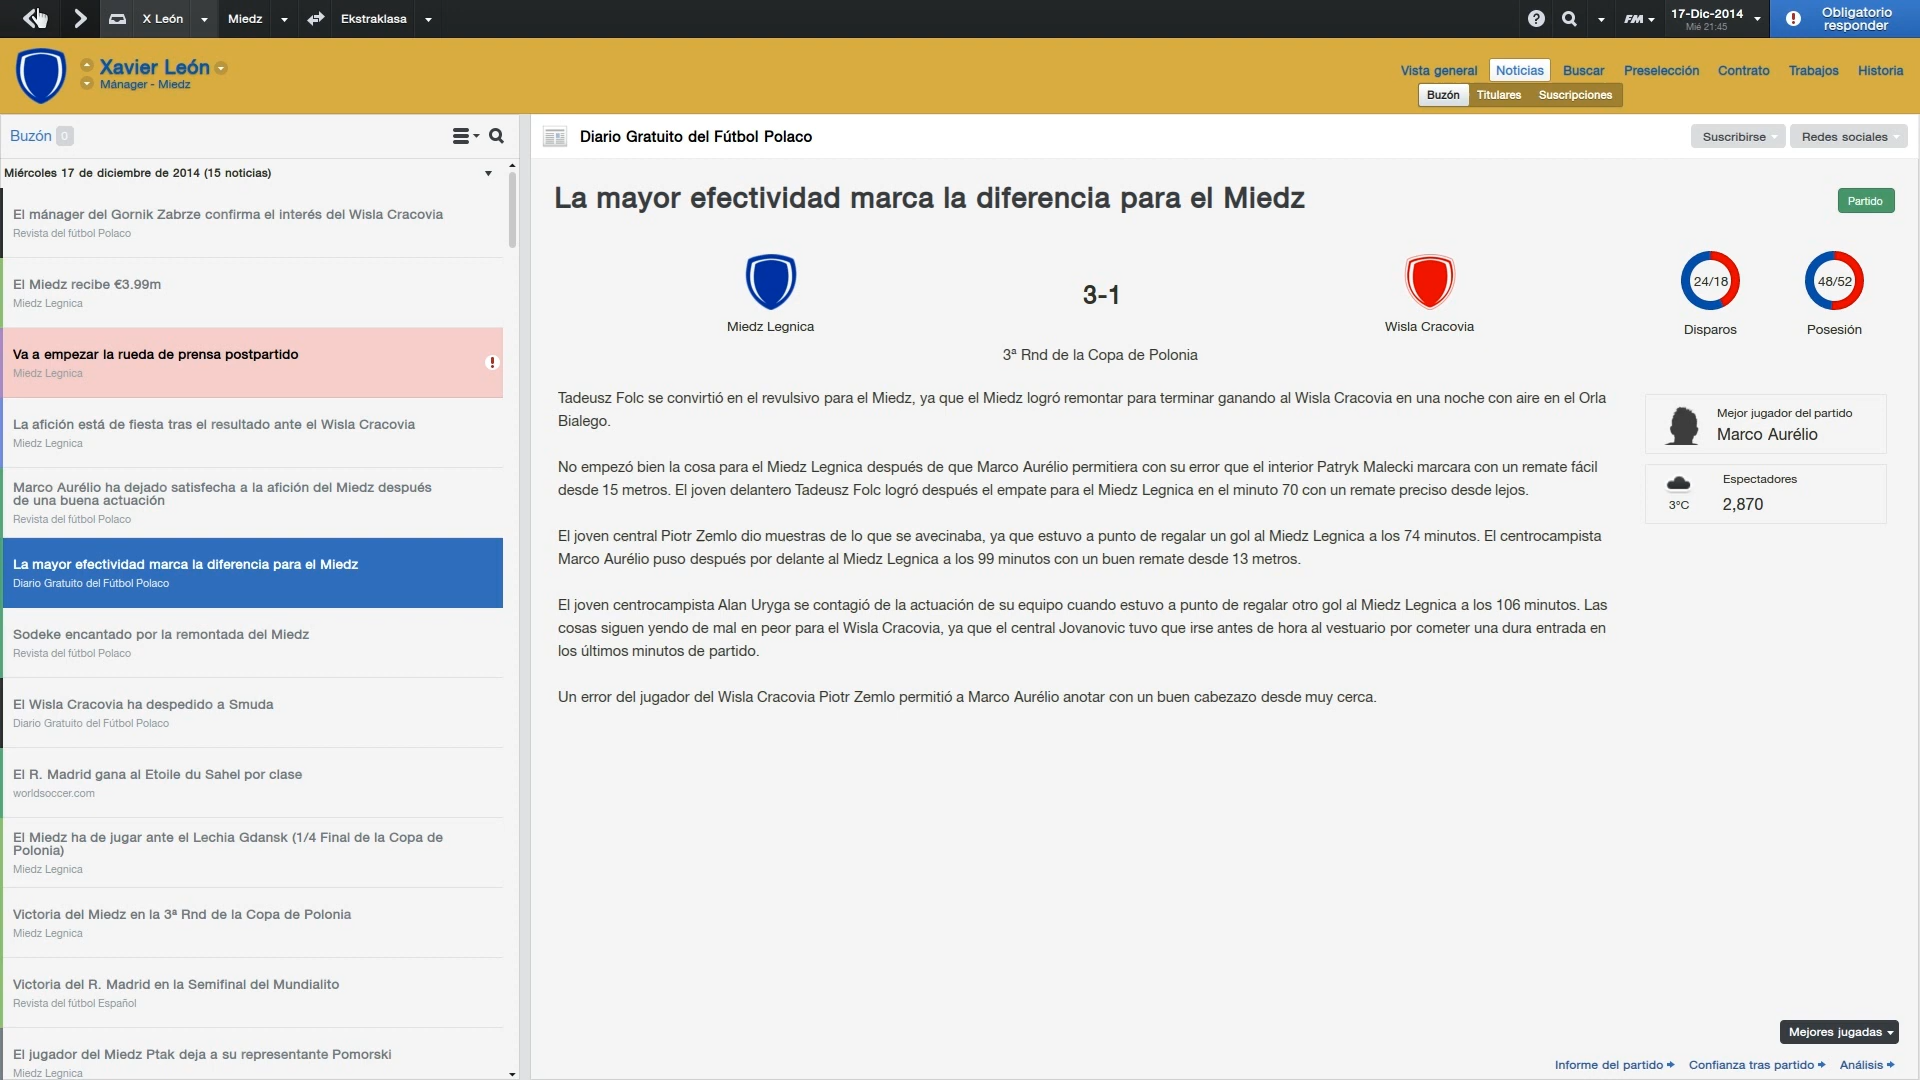 X León
Miedz
Ekstraklasa
FM
17-Dic-2014
Mié 21:45
Obligatorio
responder
Xavier León
Mánager - Miedz
Vista general
Noticias
Buscar
Preselección
Contrato
Trabajos
Historia
Buzón
Titulares
Suscripciones
Buzón 0
Miércoles 17 de diciembre de 2014 (15 noticias)
El mánager del Gornik Zabrze confirma el interés del Wisla Cracovia
Revista del fútbol Polaco
El Miedz recibe €3.99m
Miedz Legnica
Va a empezar la rueda de prensa postpartido
Miedz Legnica
La afición está de fiesta tras el resultado ante el Wisla Cracovia
Miedz Legnica
Marco Aurélio ha dejado satisfecha a la afición del Miedz después
de una buena actuación
Revista del fútbol Polaco
La mayor efectividad marca la diferencia para el Miedz
Diario Gratuito del Fútbol Polaco
Sodeke encantado por la remontada del Miedz
Revista del fútbol Polaco
El Wisla Cracovia ha despedido a Smuda
Diario Gratuito del Fútbol Polaco
El R. Madrid gana al Etoile du Sahel por clase
worldsoccer.com
El Miedz ha de jugar ante el Lechia Gdansk (1/4 Final de la Copa de
Polonia)
Miedz Legnica
Victoria del Miedz en la 3ª Rnd de la Copa de Polonia
Miedz Legnica
Victoria del R. Madrid en la Semifinal del Mundialito
Revista del fútbol Español
El jugador del Miedz Ptak deja a su representante Pomorski
Miedz Legnica
Diario Gratuito del Fútbol Polaco
Suscribirse
Redes sociales
La mayor efectividad marca la diferencia para el Miedz
Partido
Miedz Legnica
3-1
Wisla Cracovia
3ª Rnd de la Copa de Polonia
24/18
Disparos
48/52
Posesión
Tadeusz Folc se convirtió en el revulsivo para el Miedz, ya que el Miedz logró remontar para terminar ganando al Wisla Cracovia en una noche con aire en el Orla
Bialego.
No empezó bien la cosa para el Miedz Legnica después de que Marco Aurélio permitiera con su error que el interior Patryk Malecki marcara con un remate fácil
desde 15 metros. El joven delantero Tadeusz Folc logró después el empate para el Miedz Legnica en el minuto 70 con un remate preciso desde lejos.
El joven central Piotr Zemlo dio muestras de lo que se avecinaba, ya que estuvo a punto de regalar un gol al Miedz Legnica a los 74 minutos. El centrocampista
Marco Aurélio puso después por delante al Miedz Legnica a los 99 minutos con un buen remate desde 13 metros.
El joven centrocampista Alan Uryga se contagió de la actuación de su equipo cuando estuvo a punto de regalar otro gol al Miedz Legnica a los 106 minutos. Las
cosas siguen yendo de mal en peor para el Wisla Cracovia, ya que el central Jovanovic tuvo que irse antes de hora al vestuario por cometer una dura entrada en
los últimos minutos de partido.
Un error del jugador del Wisla Cracovia Piotr Zemlo permitió a Marco Aurélio anotar con un buen cabezazo desde muy cerca.
Mejor jugador del partido
Marco Aurélio
3°C
Espectadores
2,870
Mejores jugadas
Informe del partido
Confianza tras partido
Análisis